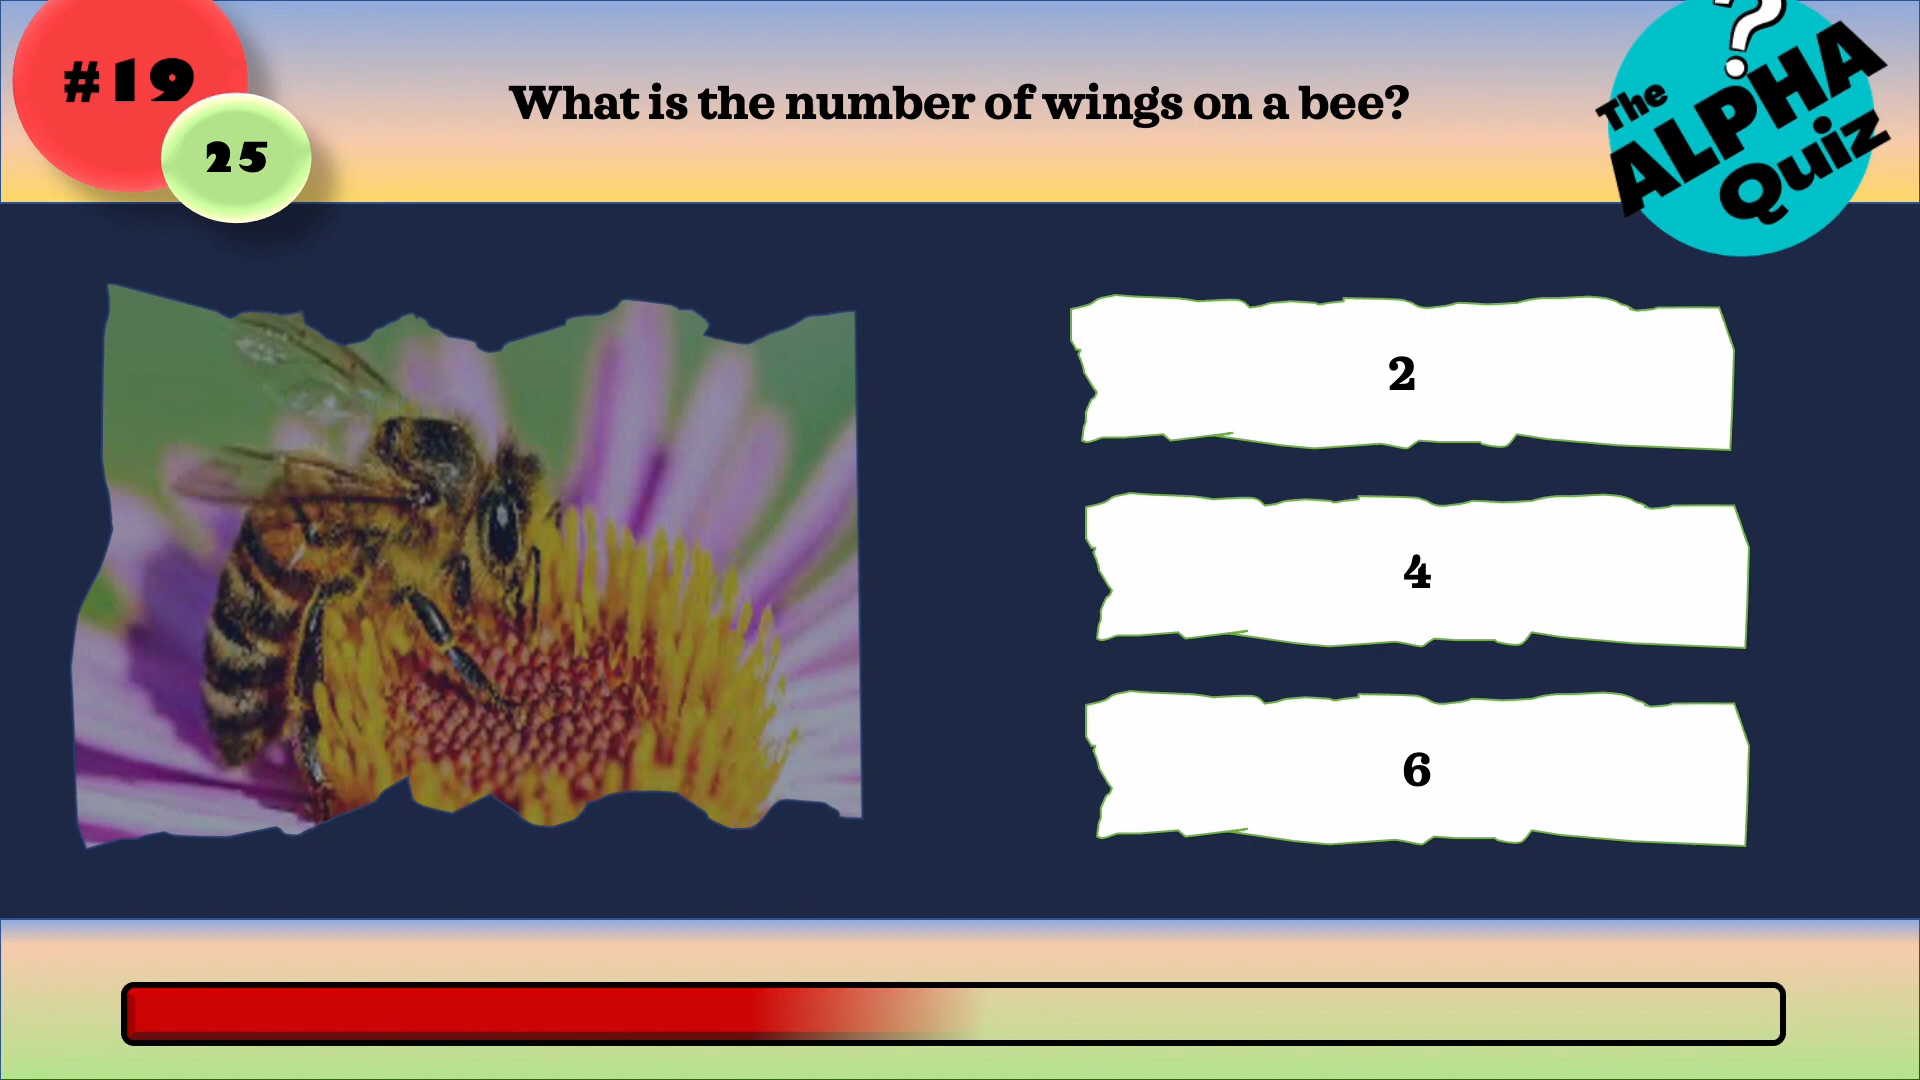 #19
25
What is the number of wings on a bee?
?
The
ALPHA
Quiz
2
4
6